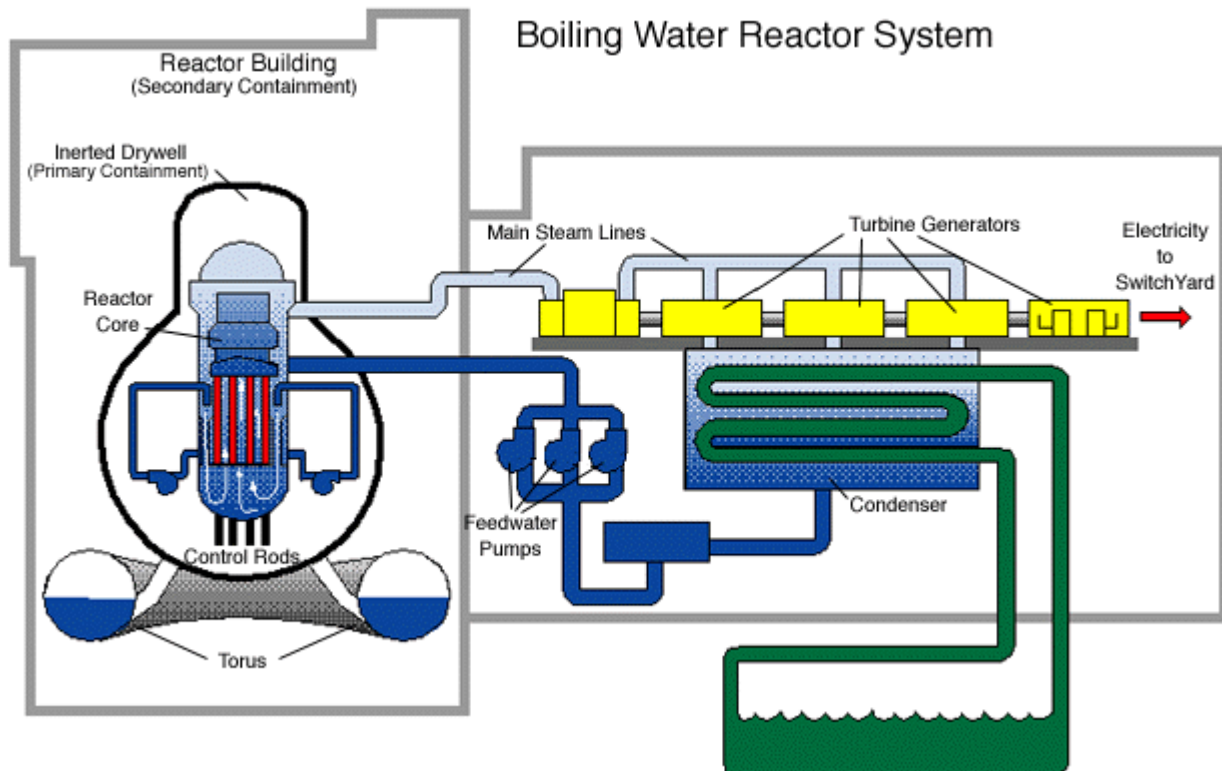 Boiling Water Reactor System
Reactor Building
(Secondary Containment)
Inerted Drywell
(Primary Containment)
Main Steam Lines
Turbine Generators
Electricity
to
SwitchYard
Reactor
Core
Feedwater
Pumps
Condenser
Control Rods
Torus